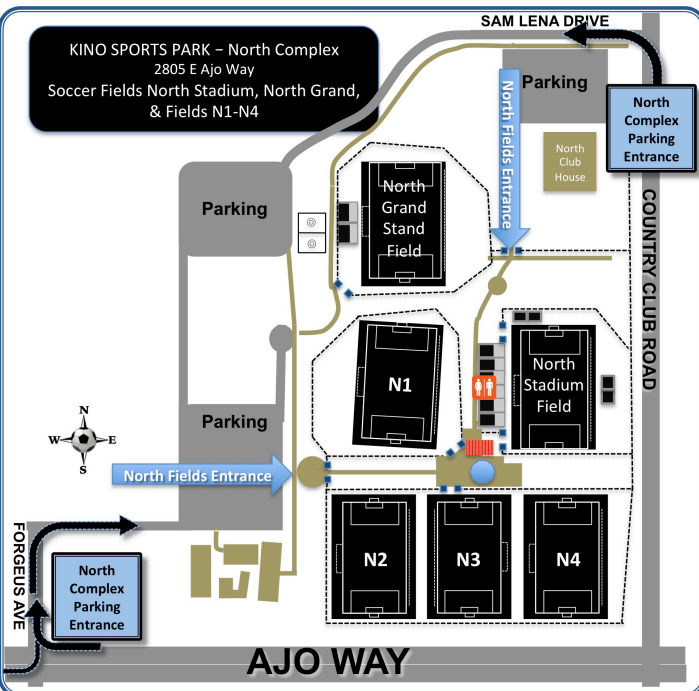 SAM LENA DRIVE
KINO SPORTS PARK – North Complex
2805 E Ajo Way
Soccer Fields North Stadium, North Grand,
& Fields N1-N4
Parking
North
Complex
Parking
Entrance
North Fields Entrance
North
Club
House
COUNTRY CLUB ROAD
Parking
North
Grand
Stand
Field
N1
North
Stadium
Field
Parking
N
W
E
S
North Fields Entrance
FORGEUS AVE
North
Complex
Parking
Entrance
N2
N3
N4
AJO WAY